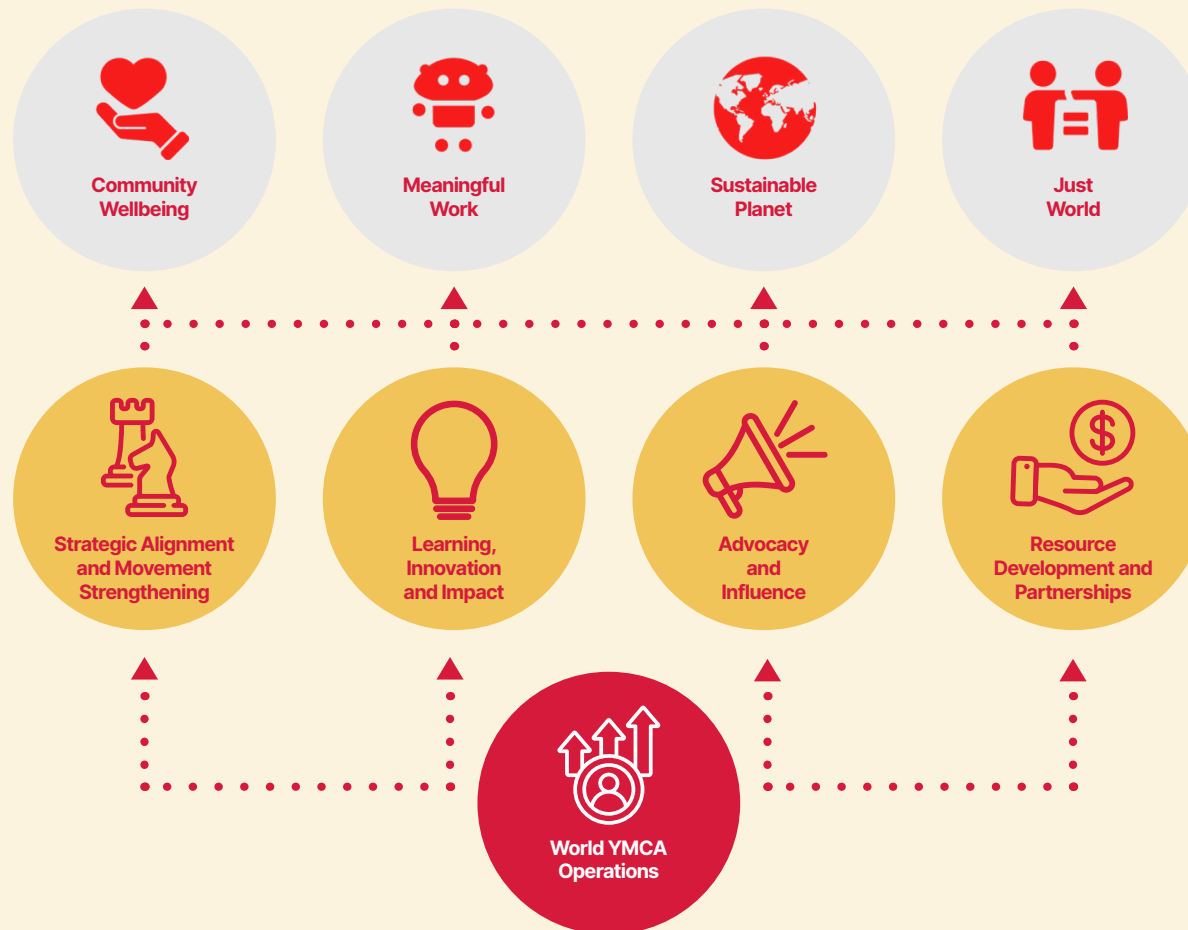 Community
Wellbeing
Meaningful
Work
Sustainable
Planet
Just
World
Strategic Alignment
and Movement
Strengthening
Learning,
Innovation
and Impact
Advocacy
and
Influence
Resource
Development and
Partnerships
World YMCA
Operations